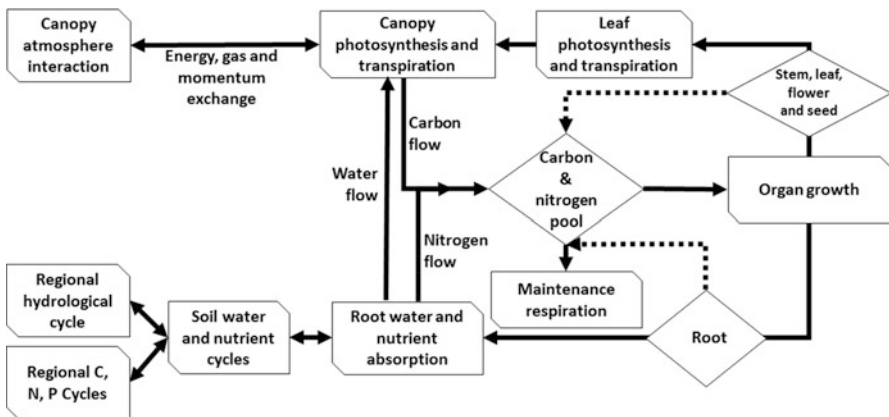 Canopy
atmosphere
interaction
Energy, gas and
momentum
exchange
Canopy
photosynthesis and
transpiration
Leaf
photosynthesis
and transpiration
Stem, leaf,
flower
and seed
Carbon
flow
Water
flow
Nitrogen
flow
Carbon
&
nitrogen
pool
Organ growth
Maintenance
respiration
Regional
hydrological
cycle
Regional C,
N, P Cycles
Soil water
and nutrient
cycles
Root water and
nutrient
absorption
Root